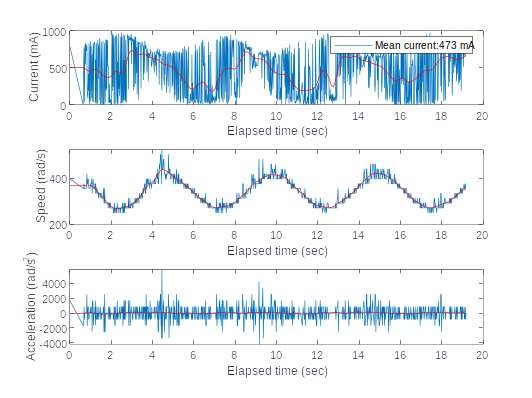 1000
500
0
Current (mA)
Mean current:473 mA
0 2 4 6 8 10 12 14 16 18 20
Elapsed time (sec)
400
200
Speed (rad/s)
0 2 4 6 8 10 12 14 16 18 20
Elapsed time (sec)
4000
2000
0
-2000
-4000
Acceleration (rad/s²)
0 2 4 6 8 10 12 14 16 18 20
Elapsed time (sec)